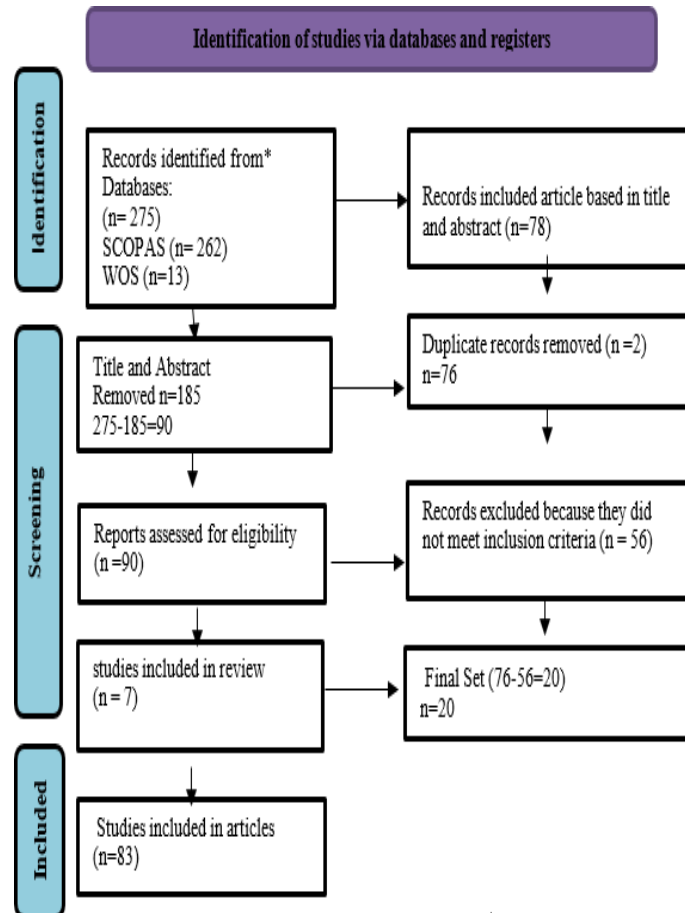 Identification of studies via databases and registers
Identification
Records identified from*
Databases:
(n= 275)
SCOPAS (n= 262)
WOS (n=13)
Records included article based in title
and abstract (n=78)
Screening
Title and Abstract
Removed n=185
275-185=90
Duplicate records removed (n =2)
n=76
Reports assessed for eligibility
(n =90)
Records excluded because they did
not meet inclusion criteria (n = 56)
studies included in review
(n = 7)
Final Set (76-56=20)
n=20
Included
Studies included in articles
(n=83)